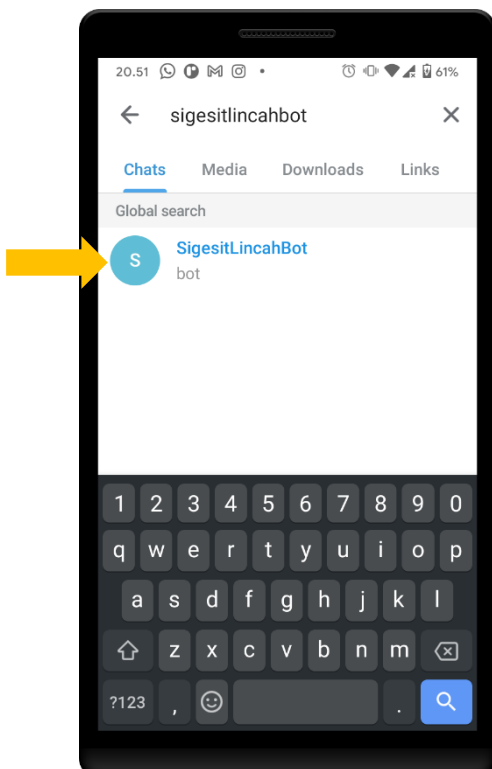 20.51 61%
sigesitlincahbot
Chats Media Downloads Links
Global search
S
SigesitLincahBot
bot
1 2 3 4 5 6 7 8 9 0
q w e r t y u i o p
a s d f g h j k l
z x c v b n m
?123 , .